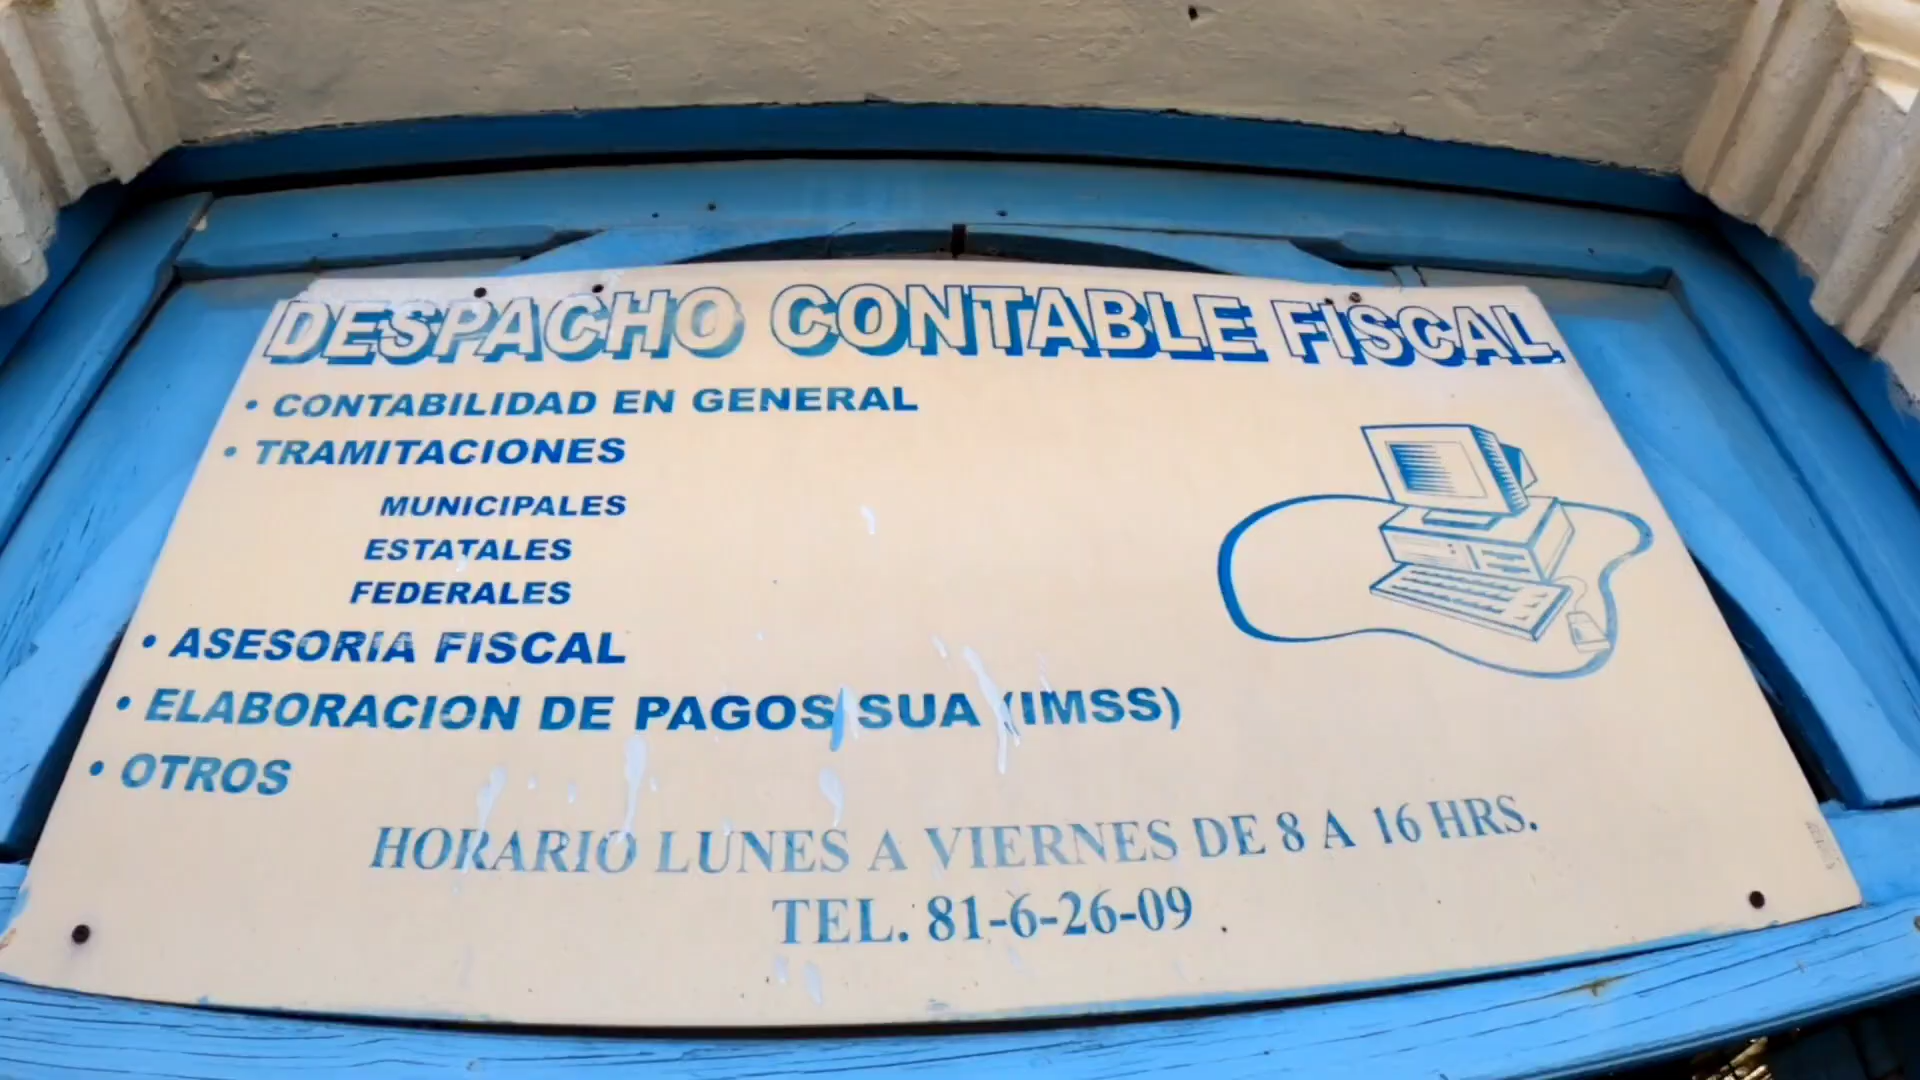 DESPACHO CONTABLE FISCAL
• CONTABILIDAD EN GENERAL
• TRAMITACIONES
MUNICIPALES
ESTATALES
FEDERALES
• ASESORIA FISCAL
• ELABORACION DE PAGOS SUA (IMSS)
• OTROS
HORARIO LUNES A VIERNES DE 8 A 16 HRS.
TEL. 81-6-26-09